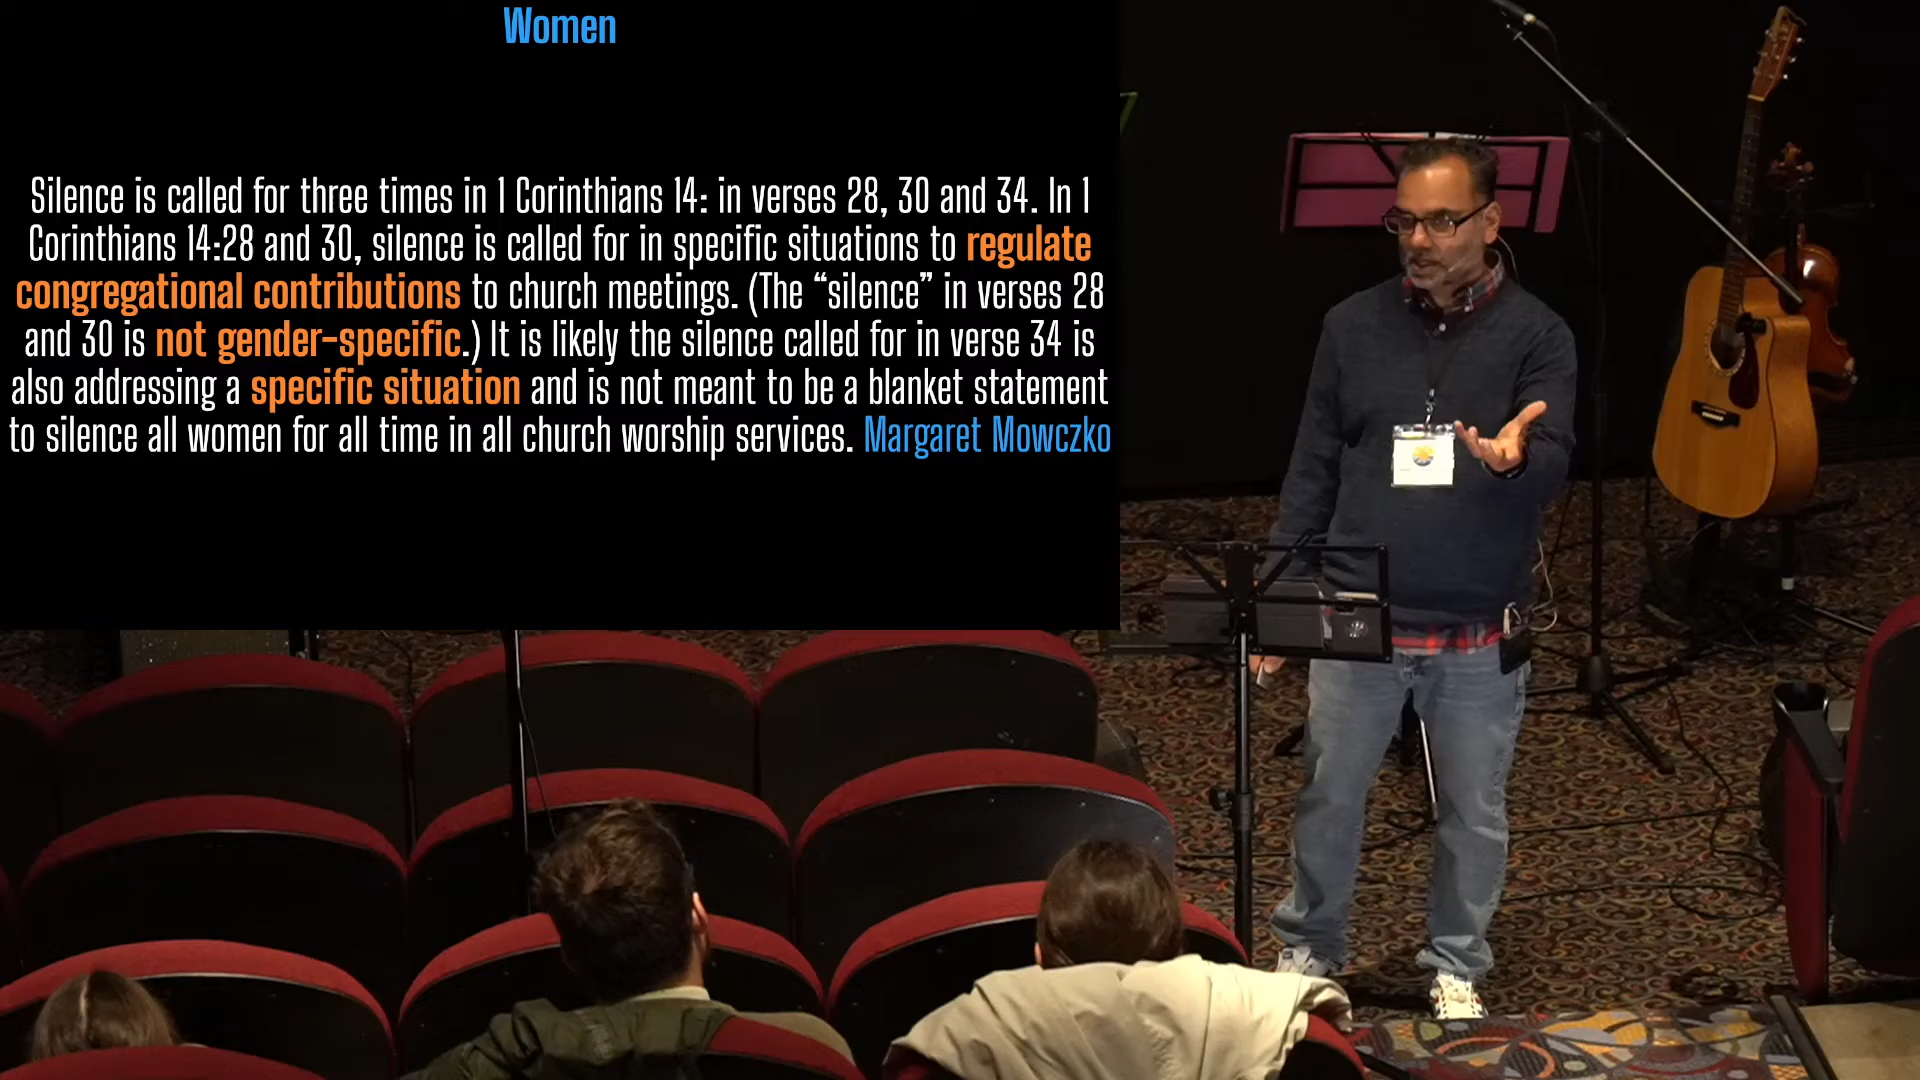 Women
Silence is called for three times in 1 Corinthians 14: in verses 28, 30 and 34. In 1
Corinthians 14:28 and 30, silence is called for in specific situations to regulate
congregational contributions to church meetings. (The “silence” in verses 28
and 30 is not gender-specific.) It is likely the silence called for in verse 34 is
also addressing a specific situation and is not meant to be a blanket statement
to silence all women for all time in all church worship services. Margaret Mowczko